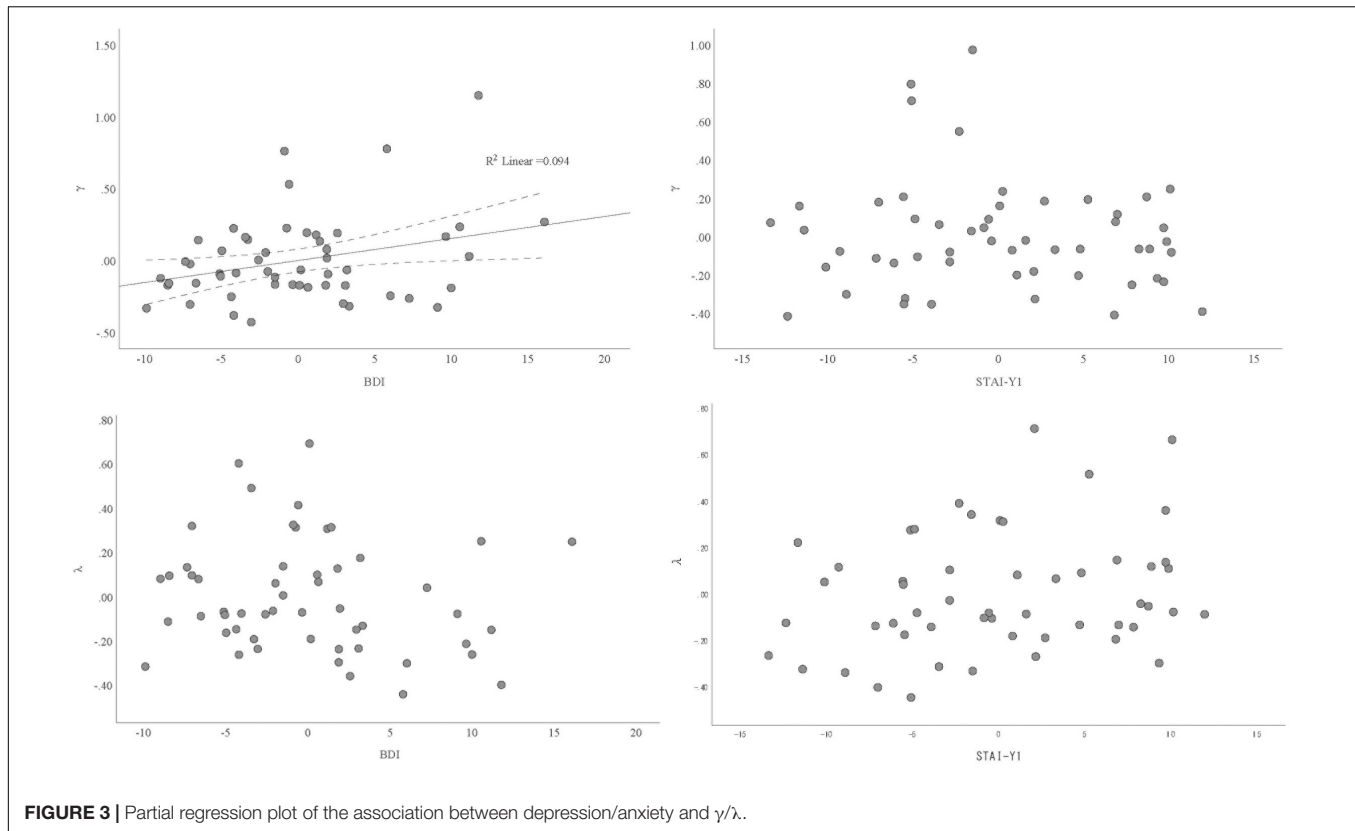 1.50
1.00
.50
.00
-.50
γ
R² Linear =0.094
-10 -5 0 5 10 15 20
BDI
1.00
.80
.60
.40
.20
.00
-.20
-.40
γ
-15 -10 -5 0 5 10 15
STAI-Y1
.80
.60
.40
.20
.00
-.20
-.40
λ
-10 -5 0 5 10 15 20
BDI
.80
.60
.40
.20
.00
-.20
-.40
λ
-15 -10 -5 0 5 10 15
STAI-Y1
FIGURE 3 | Partial regression plot of the association between depression/anxiety and γ/λ.